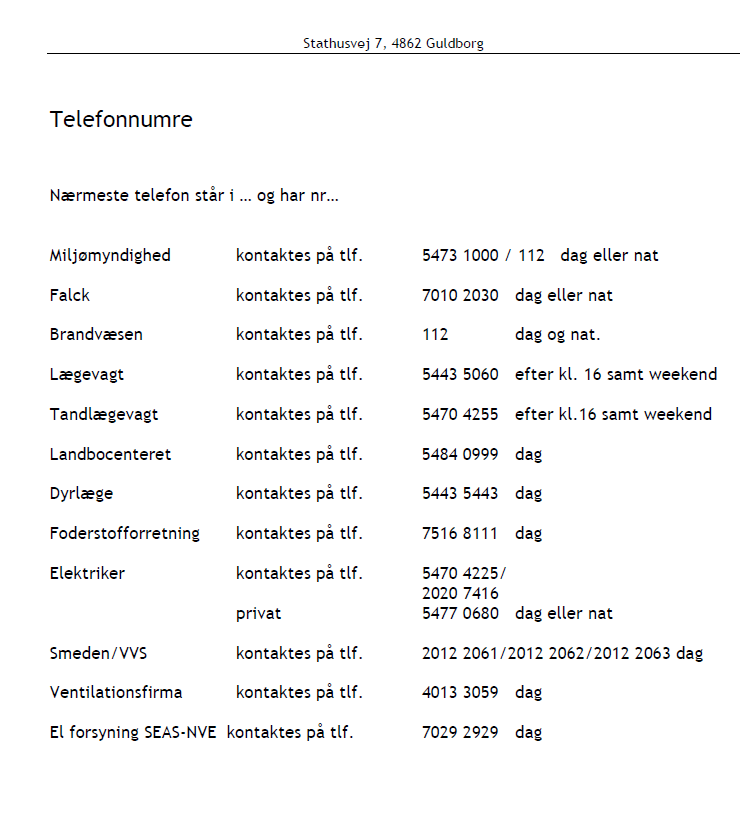 Stathusvej 7, 4862 Guldborg
Telefonnumre
Nærmeste telefon står i … og har nr…
Miljømyndighed kontaktes på tlf. 5473 1000 / 112 dag eller nat
Falck kontaktes på tlf. 7010 2030 dag eller nat
Brandvæsen kontaktes på tlf. 112 dag og nat.
Lægevagt kontaktes på tlf. 5443 5060 efter kl. 16 samt weekend
Tandlægevagt kontaktes på tlf. 5470 4255 efter kl.16 samt weekend
Landbocenteret kontaktes på tlf. 5484 0999 dag
Dyrlæge kontaktes på tlf. 5443 5443 dag
Foderstofforretning kontaktes på tlf. 7516 8111 dag
Elektriker kontaktes på tlf. 5470 4225/
2020 7416
privat 5477 0680 dag eller nat
Smeden/VVS kontaktes på tlf. 2012 2061/2012 2062/2012 2063 dag
Ventilationsfirma kontaktes på tlf. 4013 3059 dag
El forsyning SEAS-NVE kontaktes på tlf. 7029 2929 dag